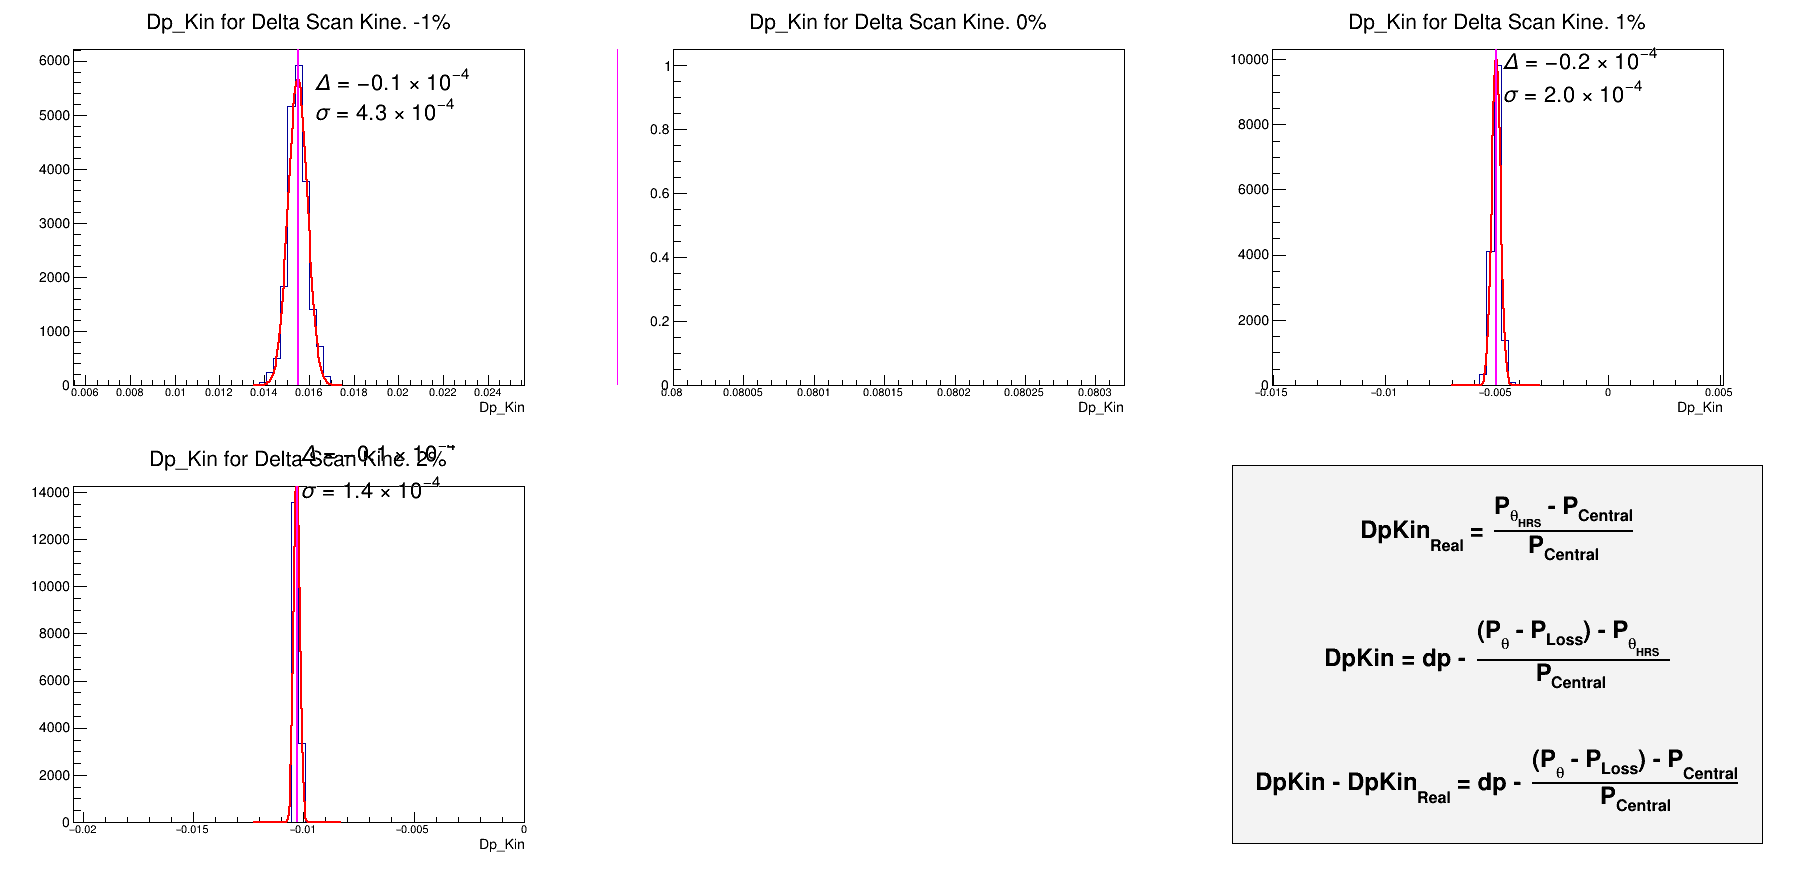 Dp_Kin for Delta Scan Kine. -1%
6000
5000
4000
3000
2000
1000
0
Δ = −0.1 × 10⁻⁴
σ = 4.3 × 10⁻⁴
0.006 0.008 0.01 0.012 0.014 0.016 0.018 0.02 0.022 0.024
Dp_Kin
Dp_Kin for Delta Scan Kine. 0%
1
0.8
0.6
0.4
0.2
0
0.08 0.08005 0.0801 0.08015 0.0802 0.08025 0.0803
Dp_Kin
Dp_Kin for Delta Scan Kine. 1%
10000
8000
6000
4000
2000
0
Δ = −0.2 × 10⁻⁴
σ = 2.0 × 10⁻⁴
−0.015 −0.01 −0.005 0 0.005
Dp_Kin
Dp_Kin for Delta Scan Kine. 2%
Δ = −0.1 × 10⁻⁴
σ = 1.4 × 10⁻⁴
14000
12000
10000
8000
6000
4000
2000
0
−0.02 −0.015 −0.01 −0.005 0
Dp_Kin
P_θ_HRS - P_Central
DpKin_Real =
P_Central
(P_θ - P_Loss) - P_θ_HRS
DpKin = dp -
P_Central
(P_θ - P_Loss) - P_Central
DpKin - DpKin_Real = dp -
P_Central